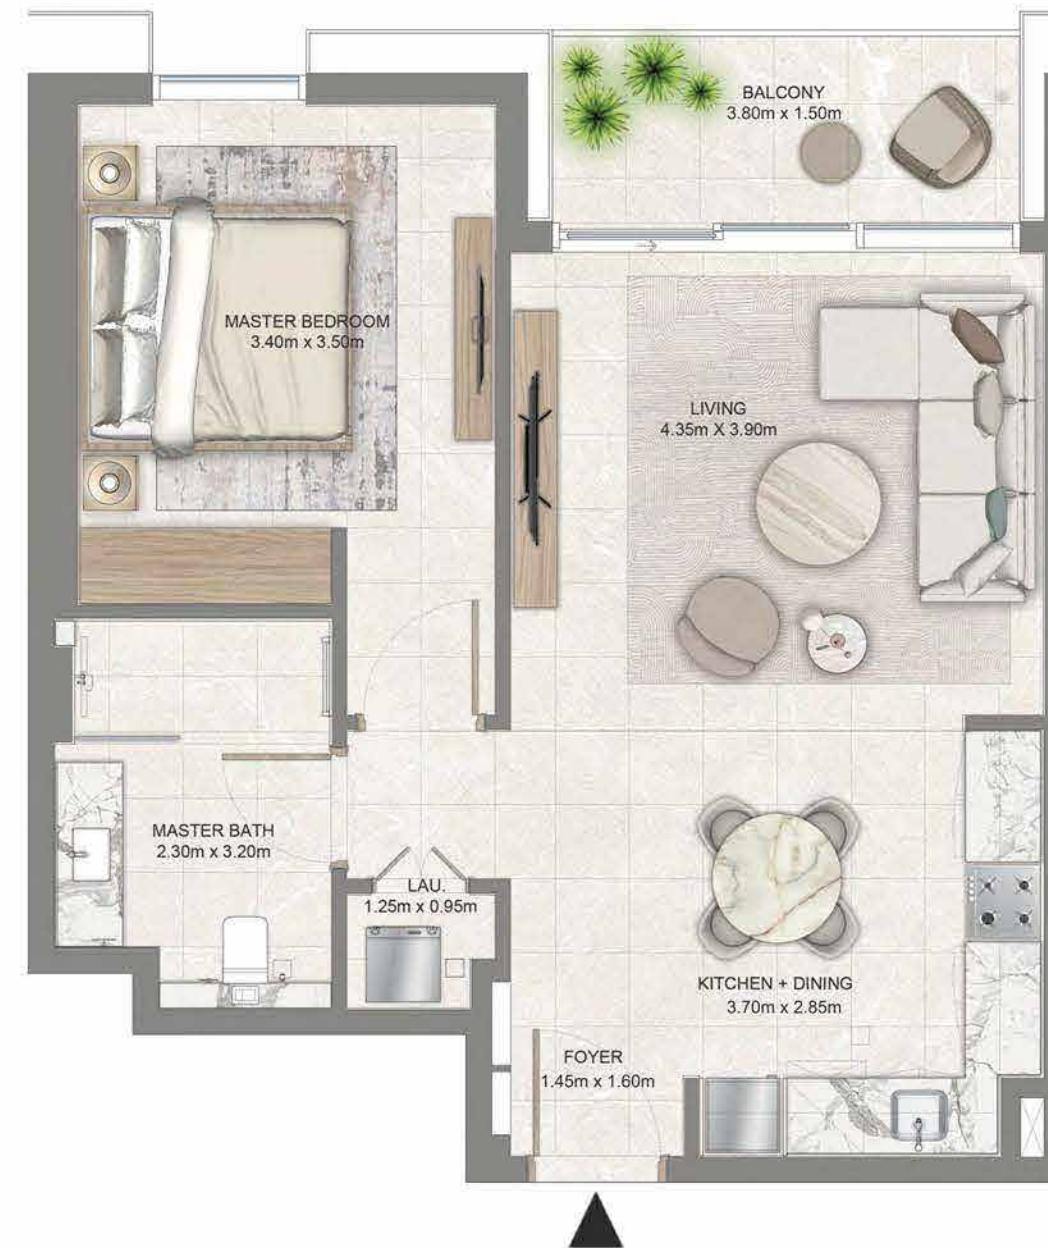 BALCONY
3.80m x 1.50m
MASTER BEDROOM
3.40m x 3.50m
LIVING
4.35m X 3.90m
MASTER BATH
2.30m x 3.20m
LAU.
1.25m x 0.95m
KITCHEN + DINING
3.70m x 2.85m
FOYER
1.45m x 1.60m